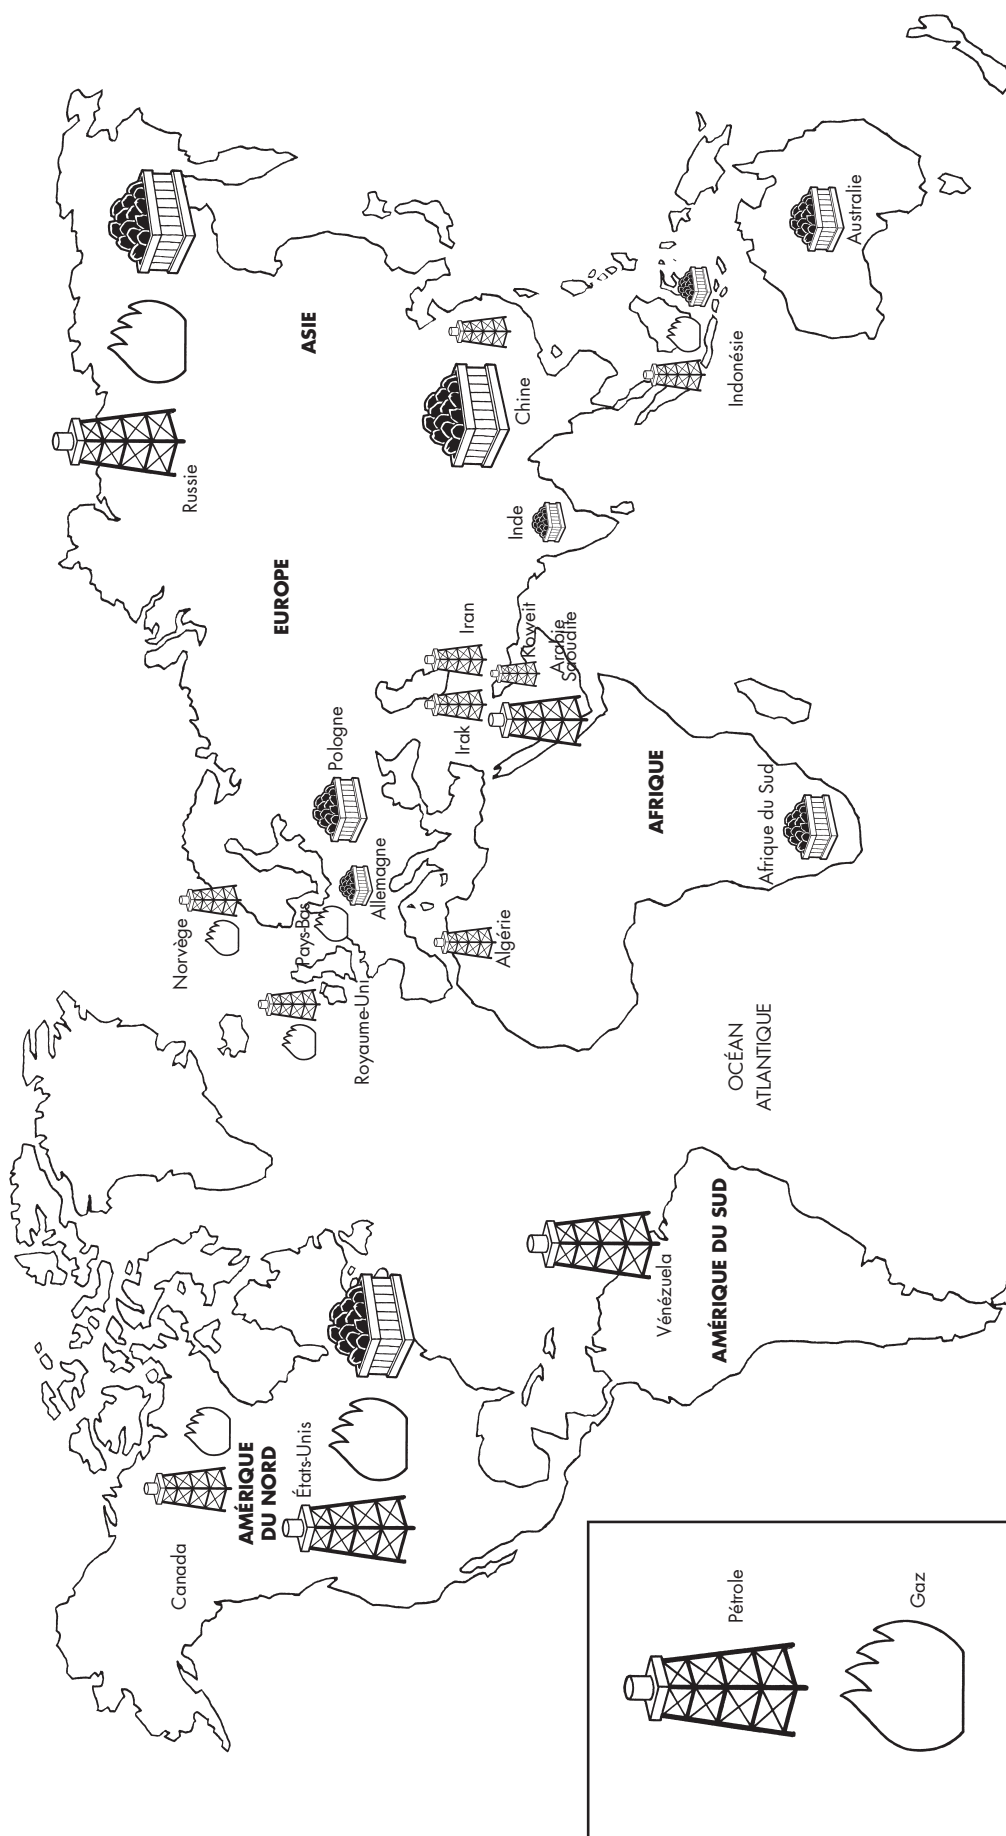 Canada
AMÉRIQUE
DU NORD
États-Unis
Vénézuela
AMÉRIQUE DU SUD
OCÉAN
ATLANTIQUE
Norvège
Royaume-Uni
Pays-Bas
Allemagne
Pologne
Algérie
EUROPE
Irak
Iran
Koweit
Arabie
Saoudite
AFRIQUE
Afrique du Sud
Russie
ASIE
Inde
Chine
Indonésie
Australie
Pétrole
Gaz